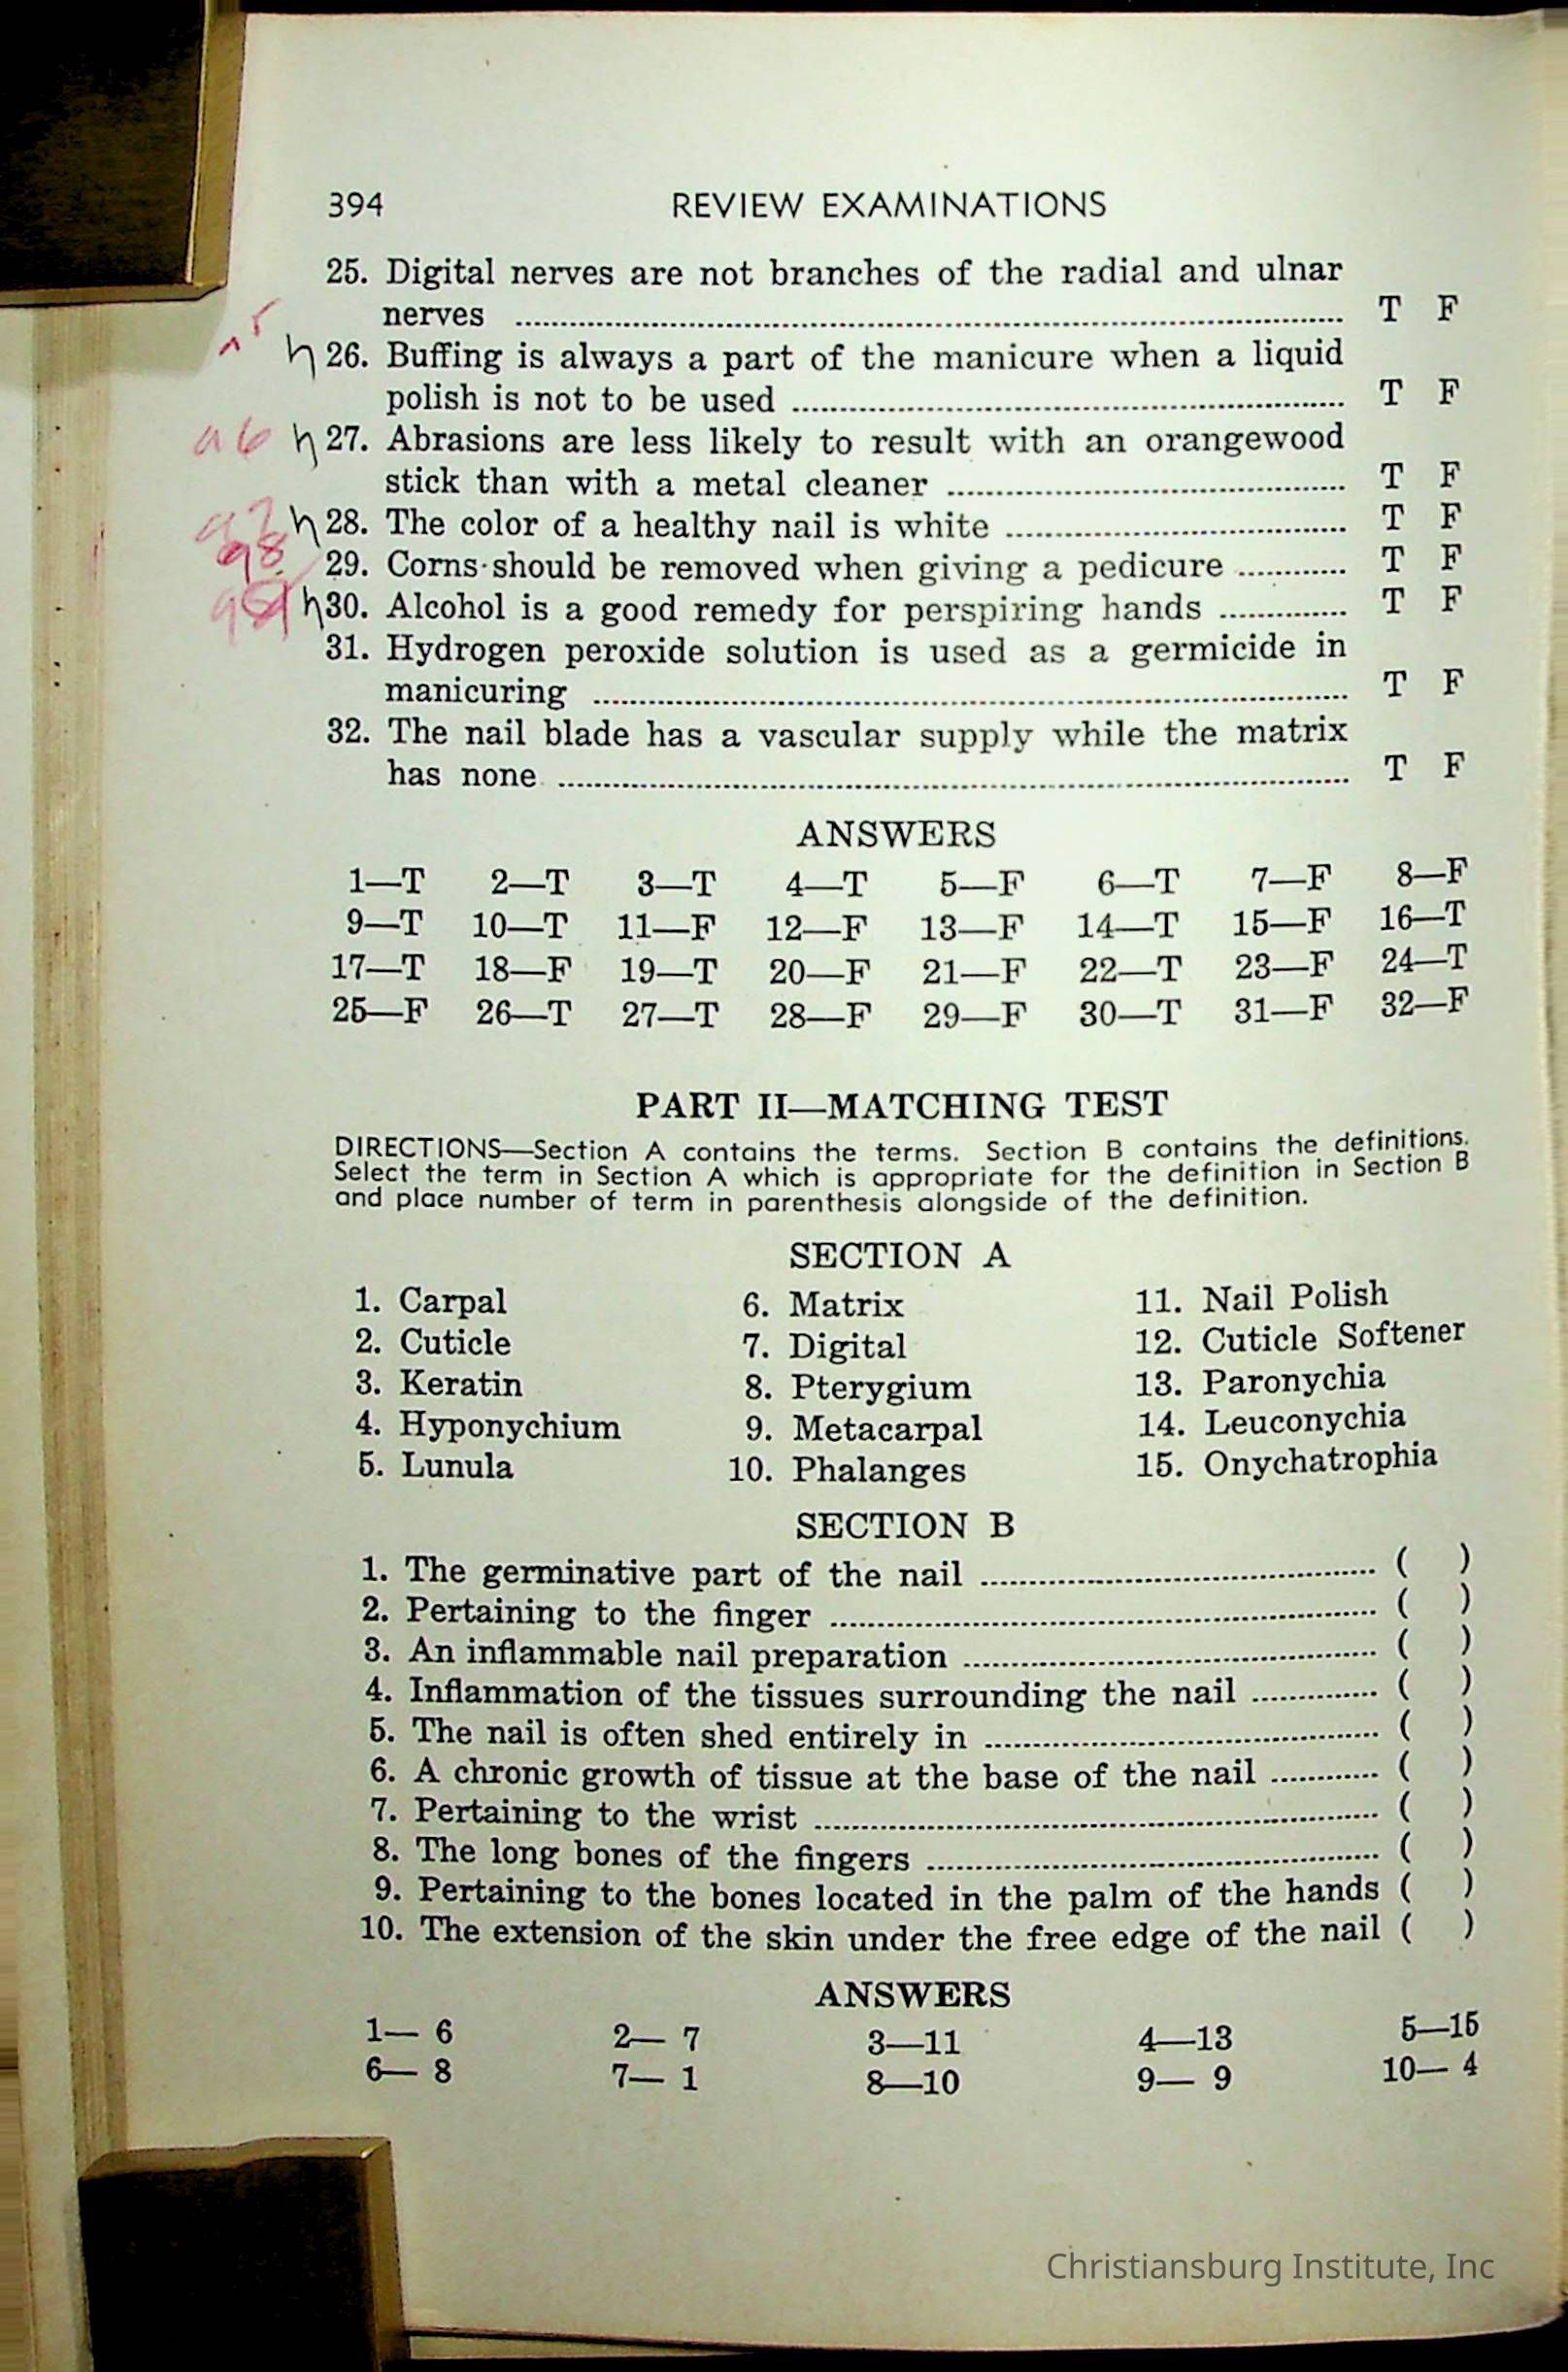 394 REVIEW EXAMINATIONS
25. Digital nerves are not branches of the radial and ulnar
nerves ........ T F
h 26. Buffing is always a part of the manicure when a liquid
polish is not to be used ........ T F
96 h 27. Abrasions are less likely to result with an orangewood
stick than with a metal cleaner ........ T F
97 h 28. The color of a healthy nail is white ........ T F
98 29. Corns should be removed when giving a pedicure ........ T F
h 30. Alcohol is a good remedy for perspiring hands ........ T F
31. Hydrogen peroxide solution is used as a germicide in
manicuring ........ T F
32. The nail blade has a vascular supply while the matrix
has none ........ T F
ANSWERS
1—T 2—T 3—T 4—T 5—F 6—T 7—F 8—F
9—T 10—T 11—F 12—F 13—F 14—T 15—F 16—T
17—T 18—F 19—T 20—F 21—F 22—T 23—F 24—T
25—F 26—T 27—T 28—F 29—F 30—T 31—F 32—F
PART II—MATCHING TEST
DIRECTIONS—Section A contains the terms. Section B contains the definitions.
Select the term in Section A which is appropriate for the definition in Section B
and place number of term in parenthesis alongside of the definition.
SECTION A
1. Carpal 6. Matrix 11. Nail Polish
2. Cuticle 7. Digital 12. Cuticle Softener
3. Keratin 8. Pterygium 13. Paronychia
4. Hyponychium 9. Metacarpal 14. Leuconychia
5. Lunula 10. Phalanges 15. Onychatrophia
SECTION B
1. The germinative part of the nail ........ ( )
2. Pertaining to the finger ........ ( )
3. An inflammable nail preparation ........ ( )
4. Inflammation of the tissues surrounding the nail ........ ( )
5. The nail is often shed entirely in ........ ( )
6. A chronic growth of tissue at the base of the nail ........ ( )
7. Pertaining to the wrist ........ ( )
8. The long bones of the fingers ........ ( )
9. Pertaining to the bones located in the palm of the hands ( )
10. The extension of the skin under the free edge of the nail ( )
ANSWERS
1— 6 2— 7 3—11 4—13 5—15
6— 8 7— 1 8—10 9— 9 10— 4
Christiansburg Institute, Inc